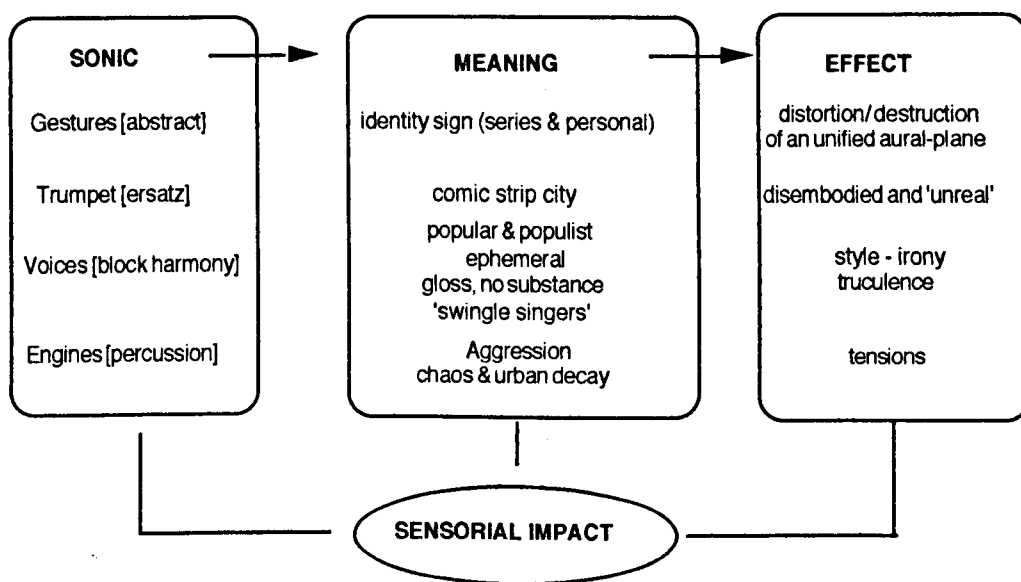 SONIC
Gestures [abstract]
Trumpet [ersatz]
Voices [block harmony]
Engines [percussion]
MEANING
identity sign (series & personal)
comic strip city
popular & populist
ephemeral
gloss, no substance
'swingle singers'
Aggression
chaos & urban decay
EFFECT
distortion/destruction
of an unified aural-plane
disembodied and 'unreal'
style - irony
truculence
tensions
SENSORIAL IMPACT